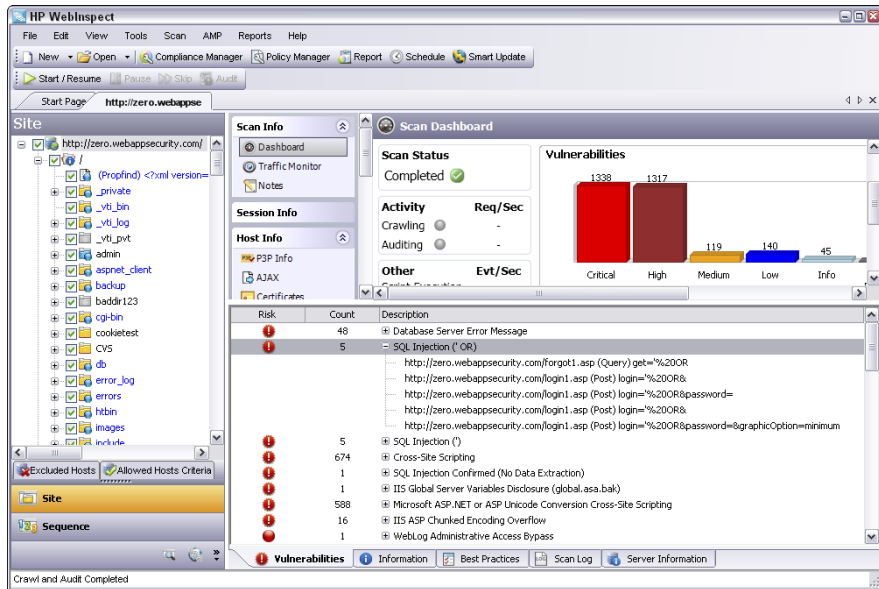 HP WebInspect
File Edit View Tools Scan AMP Reports Help
New Open Compliance Manager Policy Manager Report Schedule Smart Update
Start / Resume Pause Skip Audit
Start Page http://zero.webappse
Site
http://zero.webappsecurity.com/
/
(Propfind) <?xml version=
_private
_vti_bin
_vti_log
_vti_pvt
admin
aspnet_client
backup
baddir123
cgi-bin
cookietest
CVS
db
error_log
errors
htbin
images
include
Excluded Hosts Allowed Hosts Criteria
Site
Sequence
Scan Info
Dashboard
Traffic Monitor
Notes
Session Info
Host Info
P3P Info
AJAX
Certificates
Scan Dashboard
Scan Status
Completed
Activity Req/Sec
Crawling -
Auditing -
Other Evt/Sec
Script Execution
Vulnerabilities
1338 1317 119 140 45
Critical High Medium Low Info
Risk Count Description
48 Database Server Error Message
5 SQL Injection (' OR)
http://zero.webappsecurity.com/forgot1.asp (Query) get='%20OR
http://zero.webappsecurity.com/login1.asp (Post) login='%20OR&
http://zero.webappsecurity.com/login1.asp (Post) login='%20OR&password=
http://zero.webappsecurity.com/login1.asp (Post) login='%20OR&
http://zero.webappsecurity.com/login1.asp (Post) login='%20OR&password=&graphicOption=minimum
5 SQL Injection (')
674 Cross-Site Scripting
1 SQL Injection Confirmed (No Data Extraction)
1 IIS Global Server Variables Disclosure (global.asa.bak)
588 Microsoft ASP.NET or ASP Unicode Conversion Cross-Site Scripting
16 IIS ASP Chunked Encoding Overflow
1 WebLog Administrative Access Bypass
Vulnerabilities Information Best Practices Scan Log Server Information
Crawl and Audit Completed